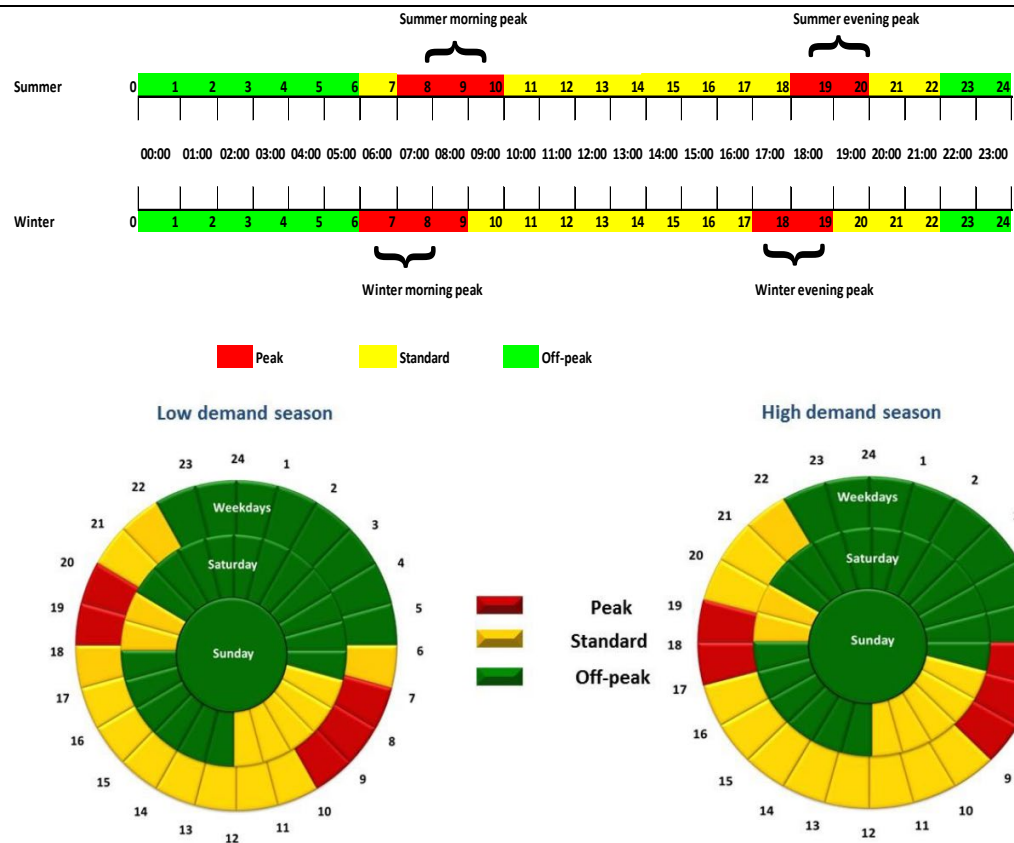 Summer morning peak Summer evening peak
Summer 0 1 2 3 4 5 6 7 8 9 10 11 12 13 14 15 16 17 18 19 20 21 22 23 24
00:00 01:00 02:00 03:00 04:00 05:00 06:00 07:00 08:00 09:00 10:00 11:00 12:00 13:00 14:00 15:00 16:00 17:00 18:00 19:00 20:00 21:00 22:00 23:00
Winter 0 1 2 3 4 5 6 7 8 9 10 11 12 13 14 15 16 17 18 19 20 21 22 23 24
Winter morning peak Winter evening peak
Peak Standard Off-peak
Low demand season
24
1
2
3
4
5
6
7
8
9
10
11
12
13
14
15
16
17
18
19
20
21
22
23
Weekdays
Saturday
Sunday
Peak
Standard
Off-peak
High demand season
24
1
2
9
10
11
12
13
14
15
16
17
18
19
20
21
22
23
Weekdays
Saturday
Sunday